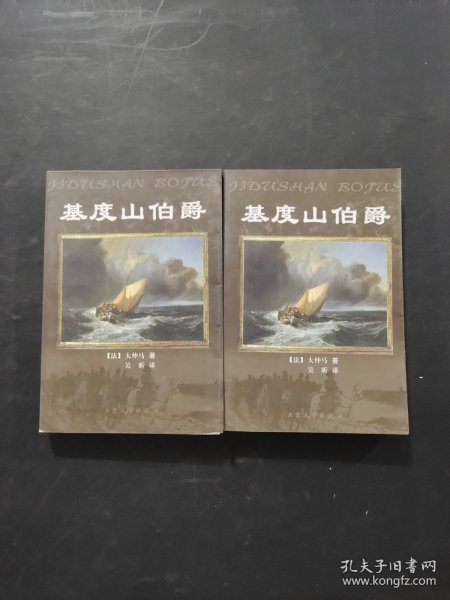 JIDUSHAN BOJUE
基度山伯爵
【法】大仲马 著
吴昕 译
JIDUSHAN BOJUE
基度山伯爵
【法】大仲马 著
吴昕 译
孔夫子旧书网
www.kongfz.com